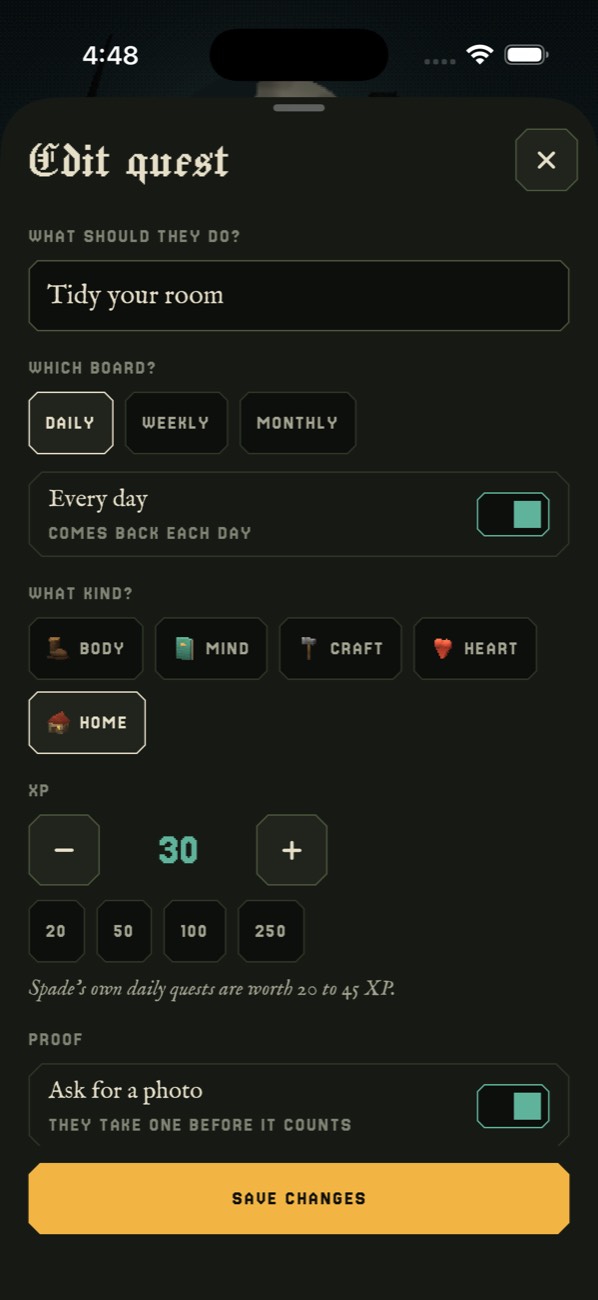 4:48
Edit quest
WHAT SHOULD THEY DO?
Tidy your room
WHICH BOARD?
DAILY WEEKLY MONTHLY
Every day
COMES BACK EACH DAY
WHAT KIND?
BODY MIND CRAFT HEART
HOME
XP
− 30 +
20 50 100 250
Spade's own daily quests are worth 20 to 45 XP.
PROOF
Ask for a photo
THEY TAKE ONE BEFORE IT COUNTS
SAVE CHANGES